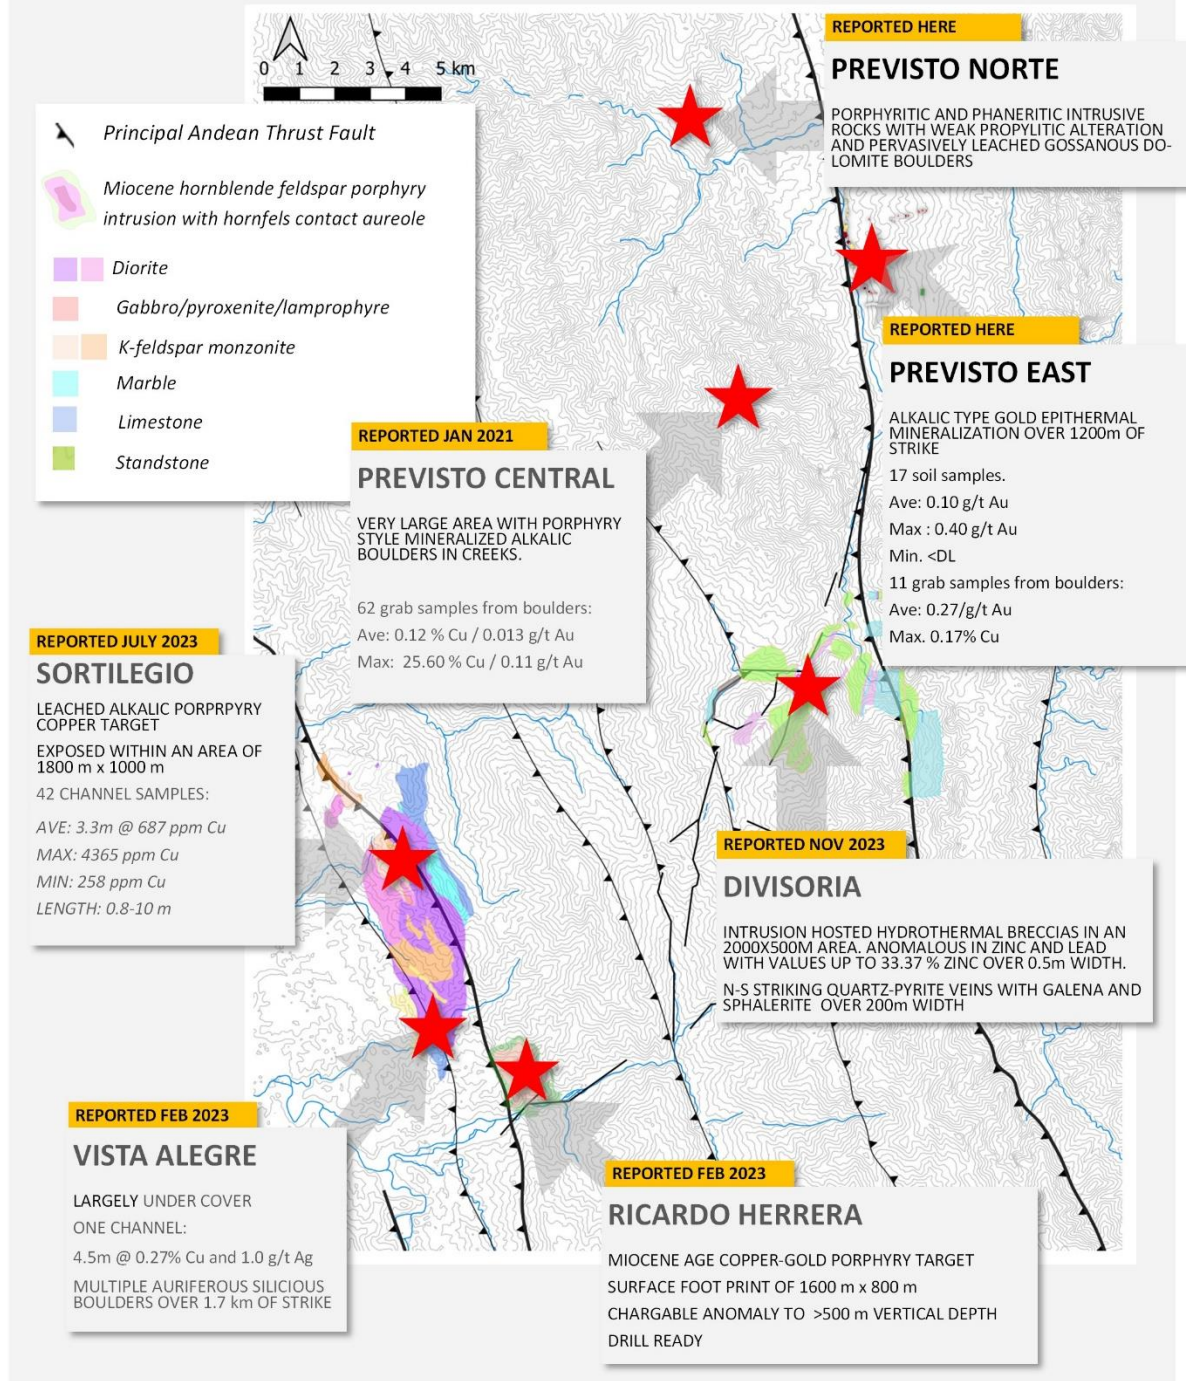 REPORTED HERE
PREVISTO NORTE
PORPHYRITIC AND PHANERITIC INTRUSIVE
ROCKS WITH WEAK PROPYLITIC ALTERATION
AND PERVASIVELY LEACHED GOSSANOUS DO-
LOMITE BOULDERS
0 1 2 3 4 5 km
Principal Andean Thrust Fault
Miocene hornblende feldspar porphyry
intrusion with hornfels contact aureole
Diorite
Gabbro/pyroxenite/lamprophyre
K-feldspar monzonite
Marble
Limestone
Standstone
REPORTED HERE
PREVISTO EAST
ALKALIC TYPE GOLD EPITHERMAL
MINERALIZATION OVER 1200m OF
STRIKE
17 soil samples.
Ave: 0.10 g/t Au
Max : 0.40 g/t Au
Min. <DL
11 grab samples from boulders:
Ave: 0.27/g/t Au
Max. 0.17% Cu
REPORTED JAN 2021
PREVISTO CENTRAL
VERY LARGE AREA WITH PORPHYRY
STYLE MINERALIZED ALKALIC
BOULDERS IN CREEKS.
62 grab samples from boulders:
Ave: 0.12 % Cu / 0.013 g/t Au
Max: 25.60 % Cu / 0.11 g/t Au
REPORTED JULY 2023
SORTILEGIO
LEACHED ALKALIC PORPRPYRY
COPPER TARGET
EXPOSED WITHIN AN AREA OF
1800 m x 1000 m
42 CHANNEL SAMPLES:
AVE: 3.3m @ 687 ppm Cu
MAX: 4365 ppm Cu
MIN: 258 ppm Cu
LENGTH: 0.8-10 m
REPORTED NOV 2023
DIVISORIA
INTRUSION HOSTED HYDROTHERMAL BRECCIAS IN AN
2000X500M AREA. ANOMALOUS IN ZINC AND LEAD
WITH VALUES UP TO 33.37 % ZINC OVER 0.5m WIDTH.
N-S STRIKING QUARTZ-PYRITE VEINS WITH GALENA AND
SPHALERITE OVER 200m WIDTH
REPORTED FEB 2023
VISTA ALEGRE
LARGELY UNDER COVER
ONE CHANNEL:
4.5m @ 0.27% Cu and 1.0 g/t Ag
MULTIPLE AURIFEROUS SILICIOUS
BOULDERS OVER 1.7 km OF STRIKE
REPORTED FEB 2023
RICARDO HERRERA
MIOCENE AGE COPPER-GOLD PORPHYRY TARGET
SURFACE FOOT PRINT OF 1600 m x 800 m
CHARGABLE ANOMALY TO >500 m VERTICAL DEPTH
DRILL READY